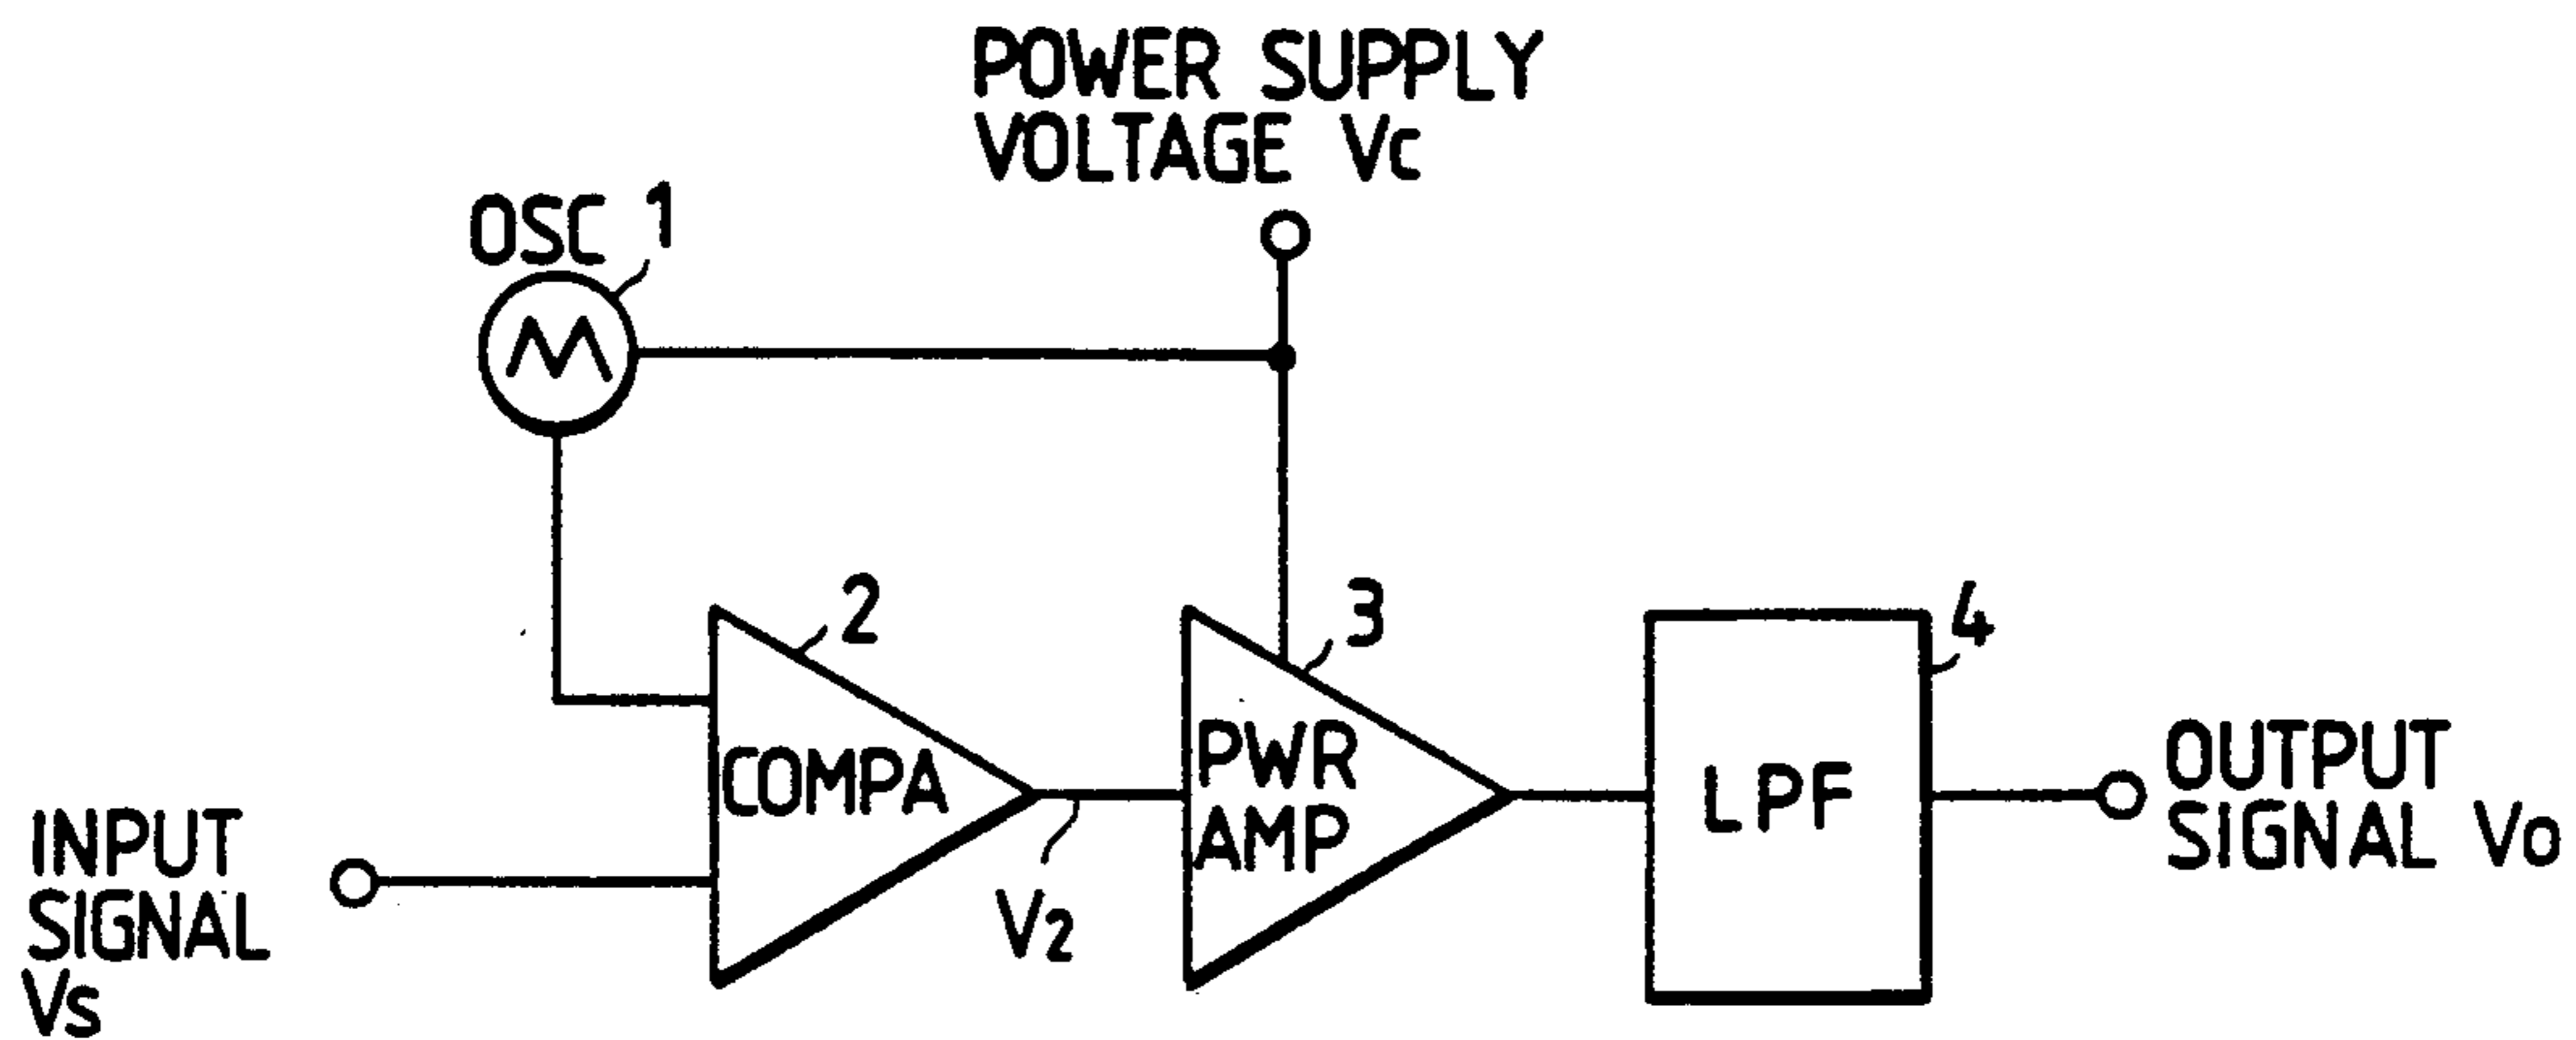 POWER SUPPLY
VOLTAGE Vc
OSC 1
2
3
4
COMPA
PWR
AMP
LPF
INPUT
SIGNAL
Vs
V2
OUTPUT
SIGNAL Vo